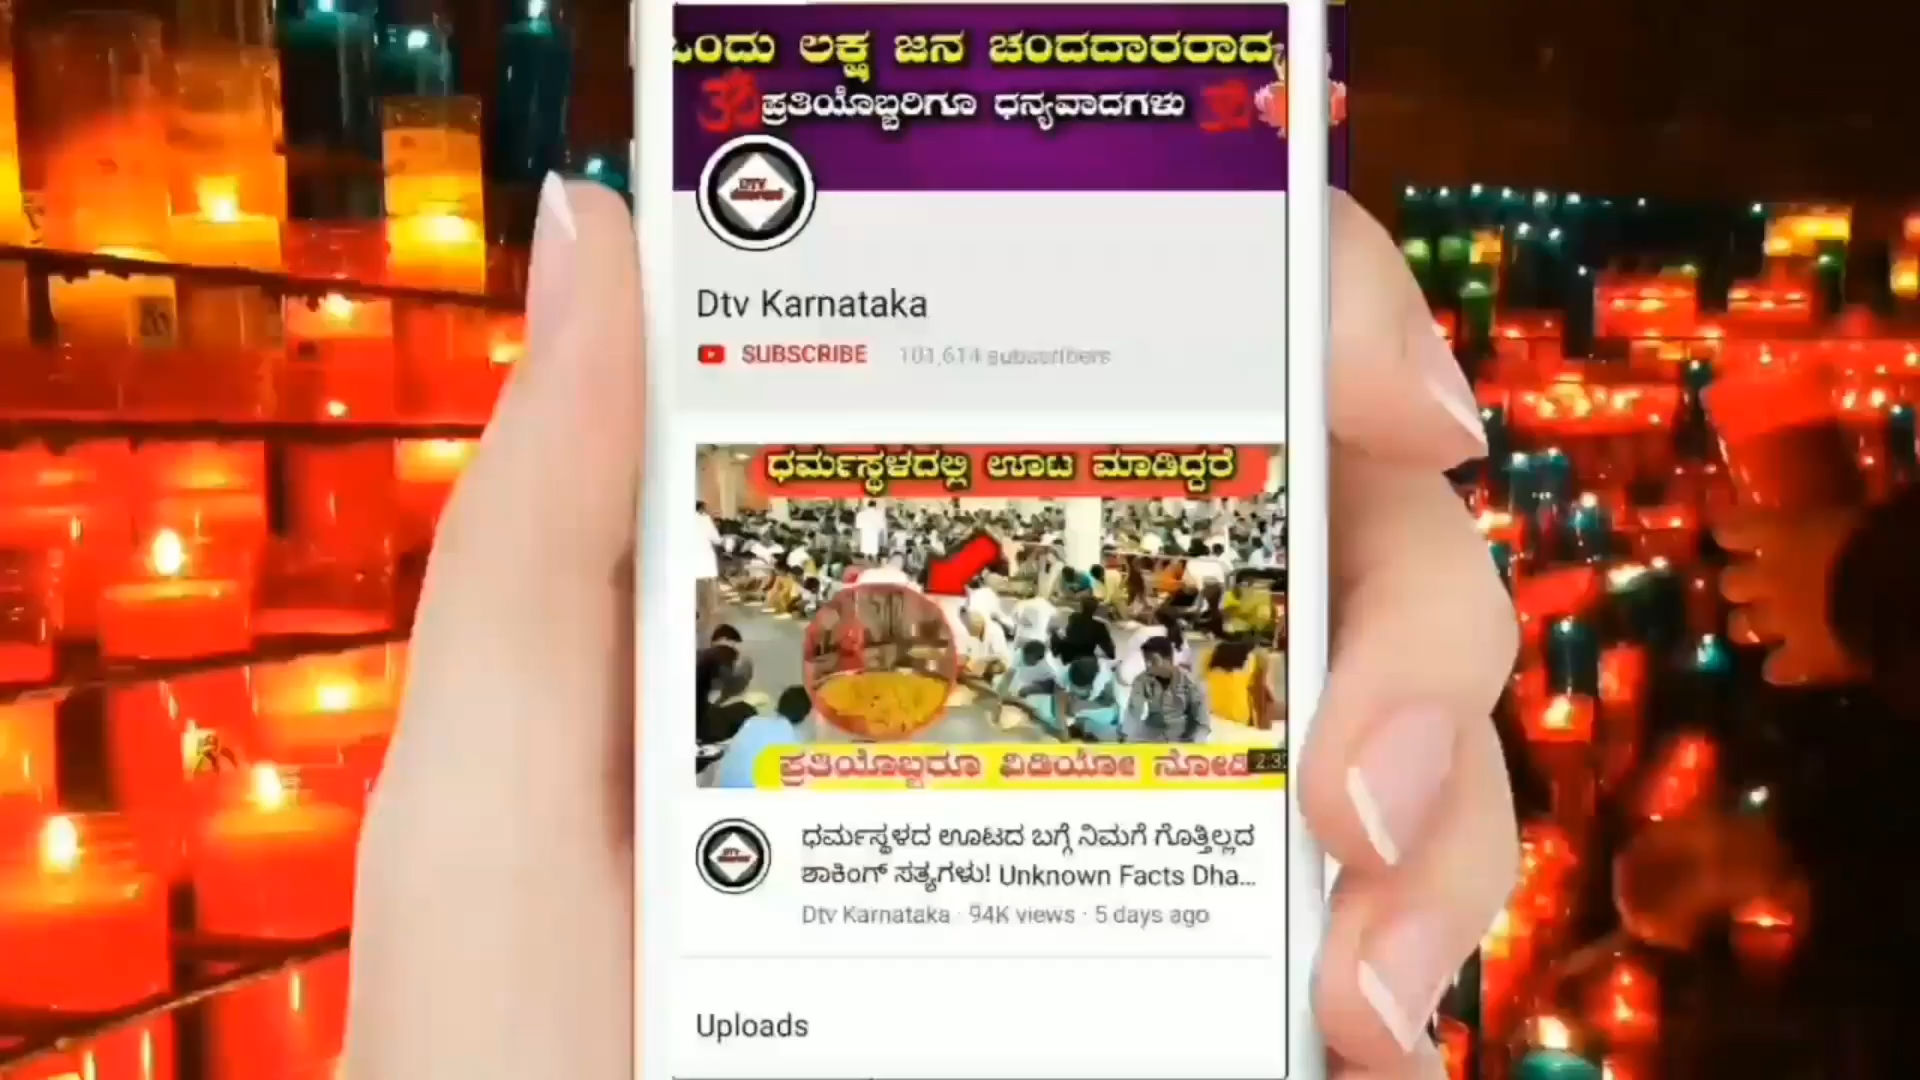 ಒಂದು ಲಕ್ಷ ಜನ ಚಂದದಾರರಾದ
ಪ್ರತಿಯೊಬ್ಬರಿಗೂ ಧನ್ಯವಾದಗಳು
DTV
Dtv Karnataka
SUBSCRIBE 101,614 subscribers
ಧರ್ಮಸ್ಥಳದಲ್ಲಿ ಊಟ ಮಾಡಿದ್ದರೆ
ಪ್ರತಿಯೊಬ್ಬರೂ ವಿಡಿಯೋ ನೋಡಿ
ಧರ್ಮಸ್ಥಳದ ಊಟದ ಬಗ್ಗೆ ನಿಮಗೆ ಗೊತ್ತಿಲ್ಲದ
ಶಾಕಿಂಗ್ ಸತ್ಯಗಳು! Unknown Facts Dha...
Dtv Karnataka · 94K views · 5 days ago
Uploads